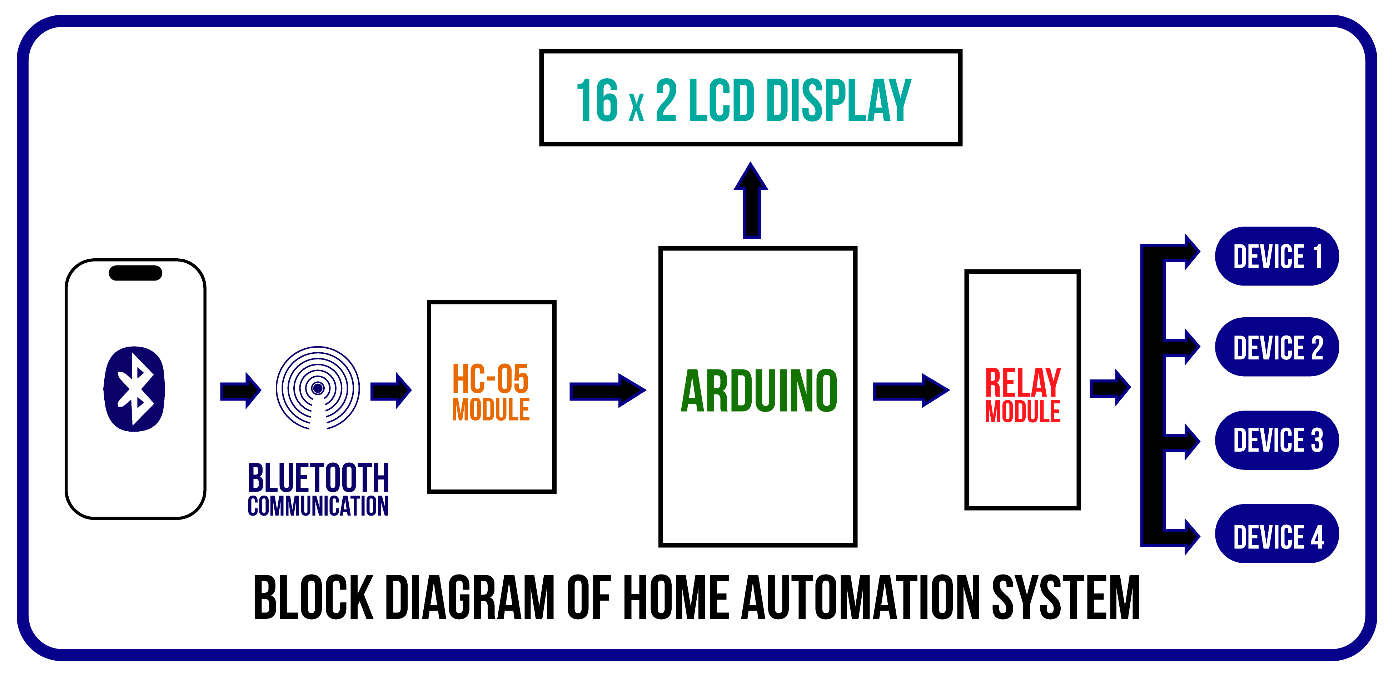 16 x 2 LCD DISPLAY
BLUETOOTH
COMMUNICATION
HC-05
MODULE
ARDUINO
RELAY
MODULE
DEVICE 1
DEVICE 2
DEVICE 3
DEVICE 4
BLOCK DIAGRAM OF HOME AUTOMATION SYSTEM